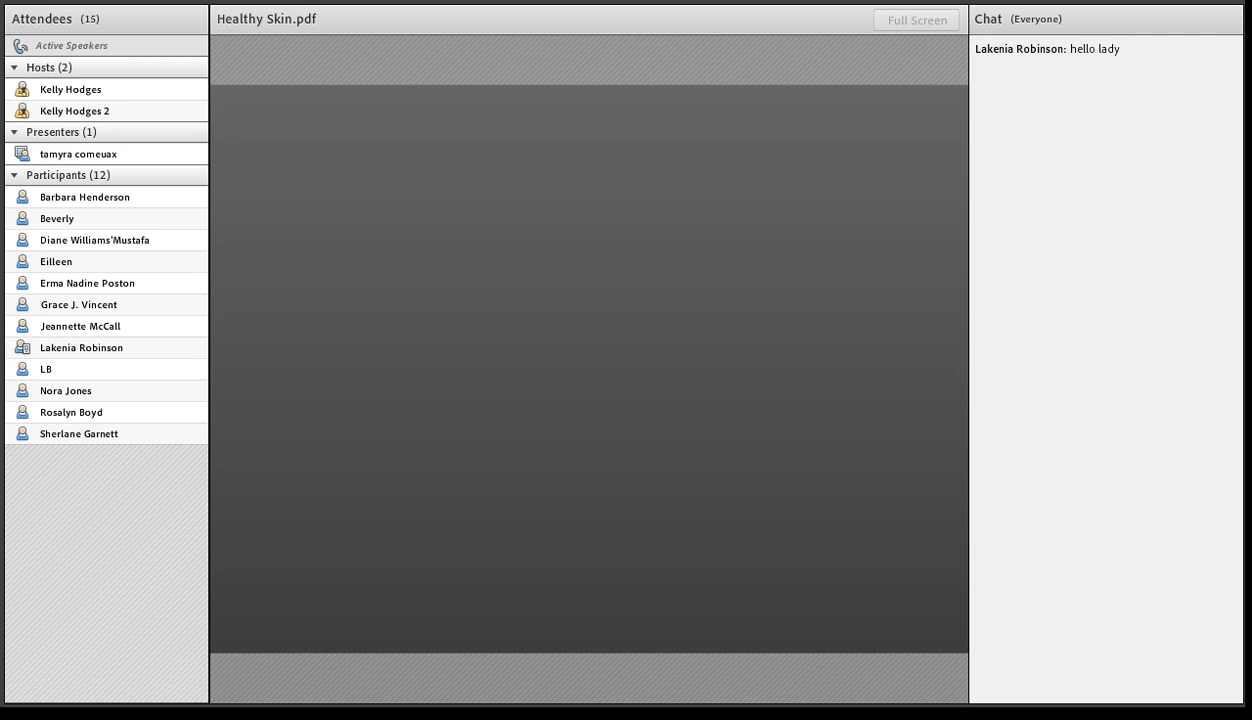 Attendees (15)
Active Speakers
Hosts (2)
Kelly Hodges
Kelly Hodges 2
Presenters (1)
tamyra comeuax
Participants (12)
Barbara Henderson
Beverly
Diane Williams'Mustafa
Eilleen
Erma Nadine Poston
Grace J. Vincent
Jeannette McCall
Lakenia Robinson
LB
Nora Jones
Rosalyn Boyd
Sherlane Garnett
Healthy Skin.pdf
Full Screen
Chat (Everyone)
Lakenia Robinson: hello lady